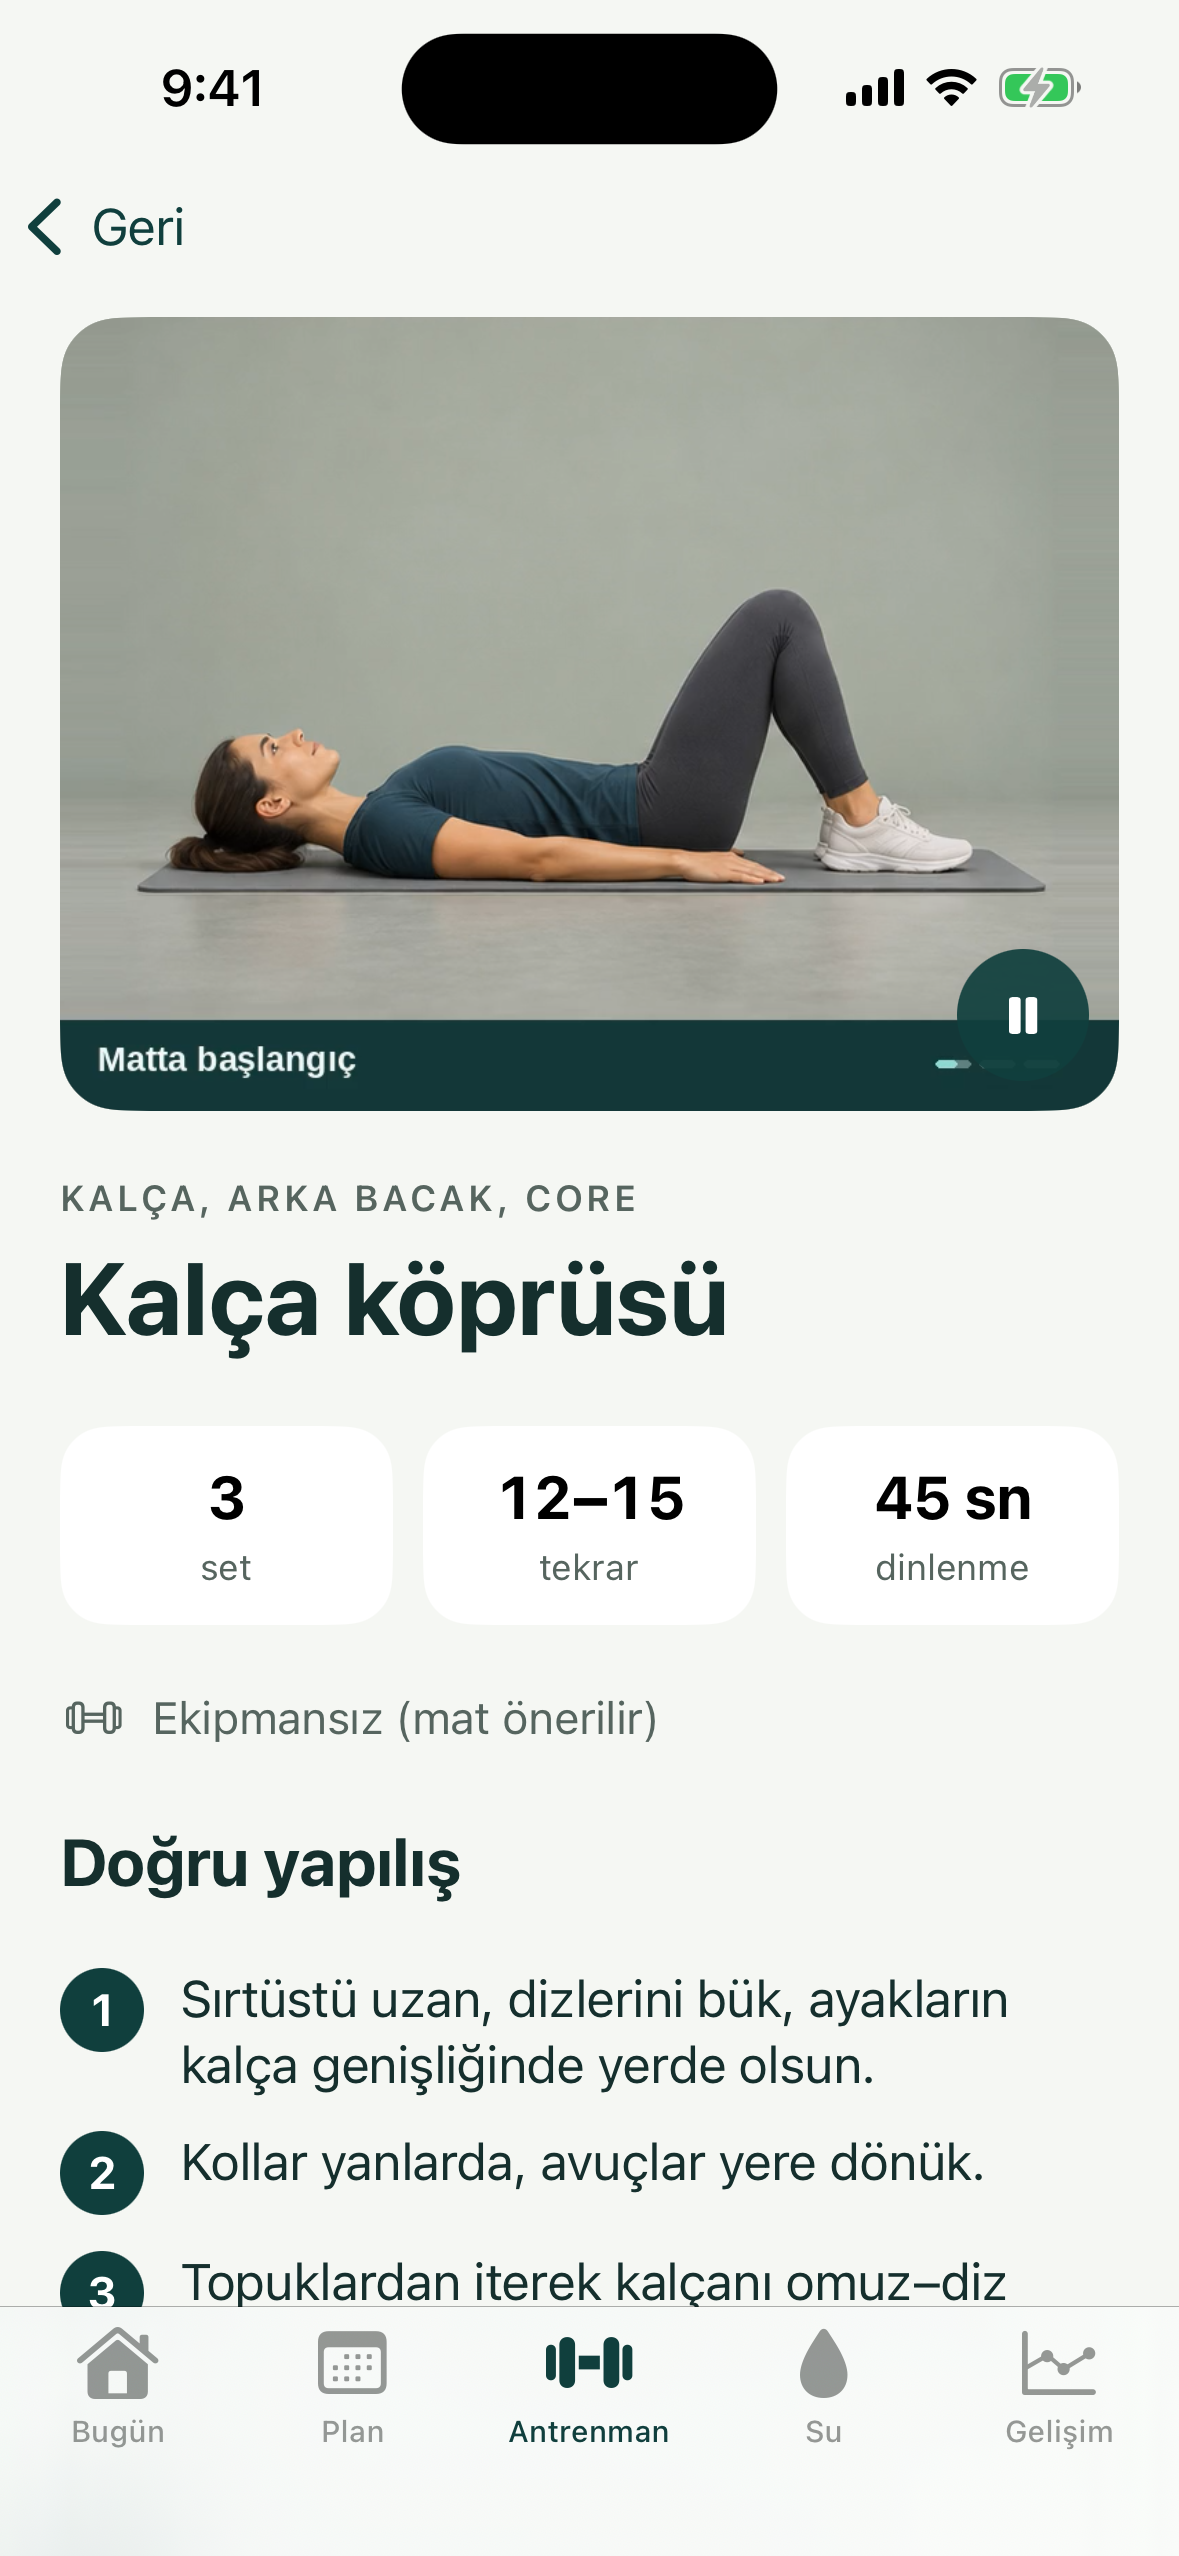 9:41
Geri
Matta başlangıç
KALÇA, ARKA BACAK, CORE
Kalça köprüsü
3
set
12–15
tekrar
45 sn
dinlenme
Ekipmansız (mat önerilir)
Doğru yapılış
1 Sırtüstü uzan, dizlerini bük, ayakların
kalça genişliğinde yerde olsun.
2 Kollar yanlarda, avuçlar yere dönük.
3 Topuklardan iterek kalçanı omuz–diz
Bugün
Plan
Antrenman
Su
Gelişim